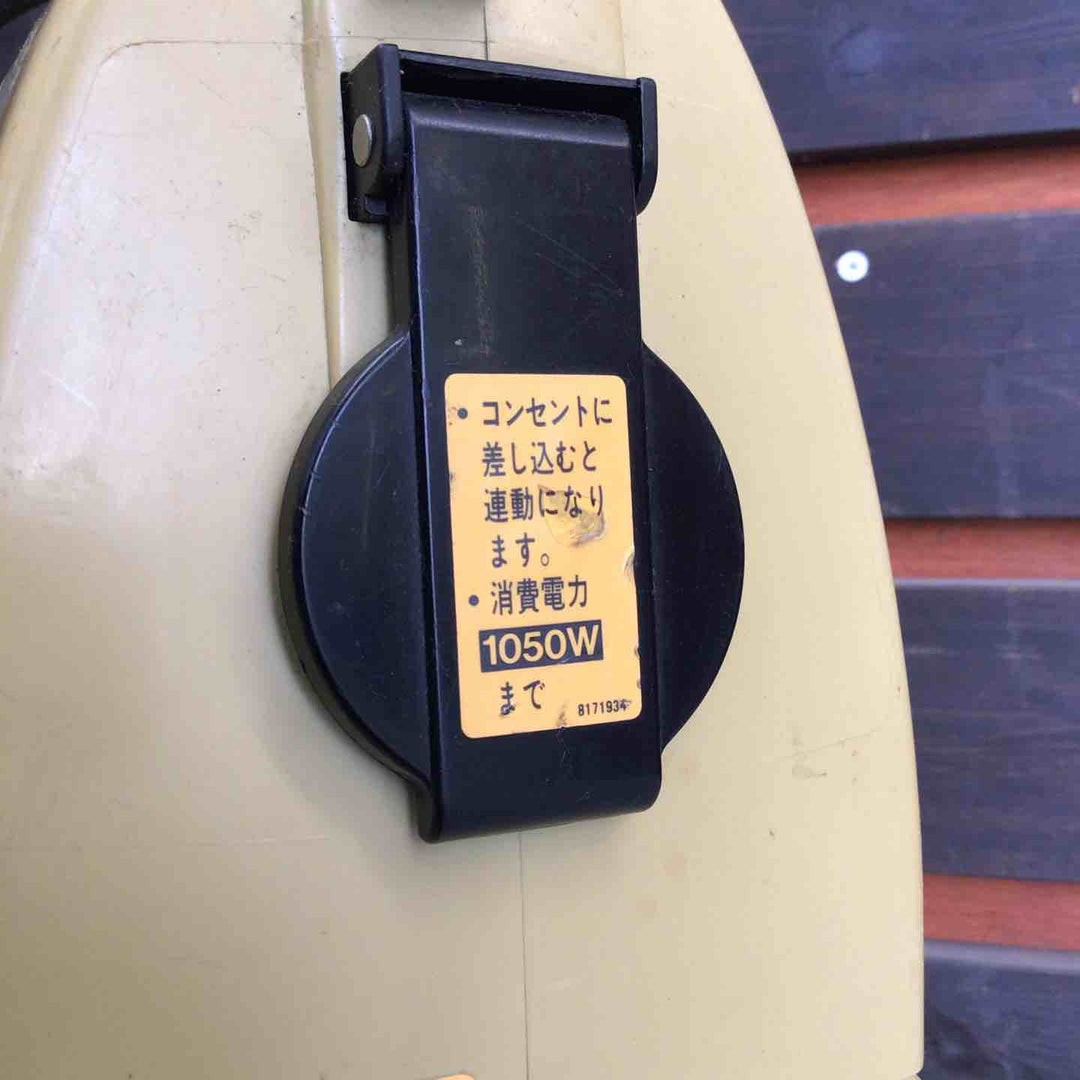 • コンセントに
差し込むと
連動になり
ます。
• 消費電力
1050W
まで
8171934